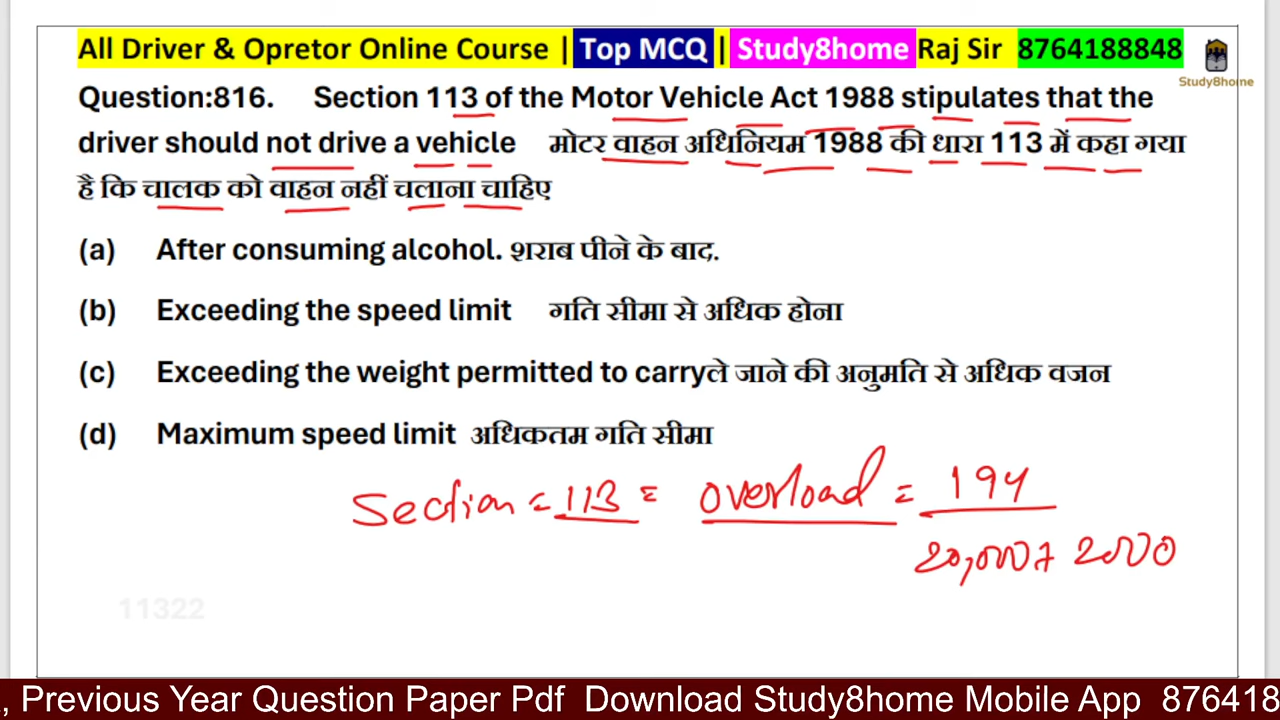 All Driver & Opretor Online Course | Top MCQ | Study8home Raj Sir 8764188848
Study8home
Question:816. Section 113 of the Motor Vehicle Act 1988 stipulates that the
driver should not drive a vehicle मोटर वाहन अधिनियम 1988 की धारा 113 में कहा गया
है कि चालक को वाहन नहीं चलाना चाहिए
(a) After consuming alcohol. शराब पीने के बाद.
(b) Exceeding the speed limit गति सीमा से अधिक होना
(c) Exceeding the weight permitted to carryले जाने की अनुमति से अधिक वजन
(d) Maximum speed limit अधिकतम गति सीमा
Section = 113 = overload = 194
20,000+ 2000
11322
, Previous Year Question Paper Pdf Download Study8home Mobile App 876418